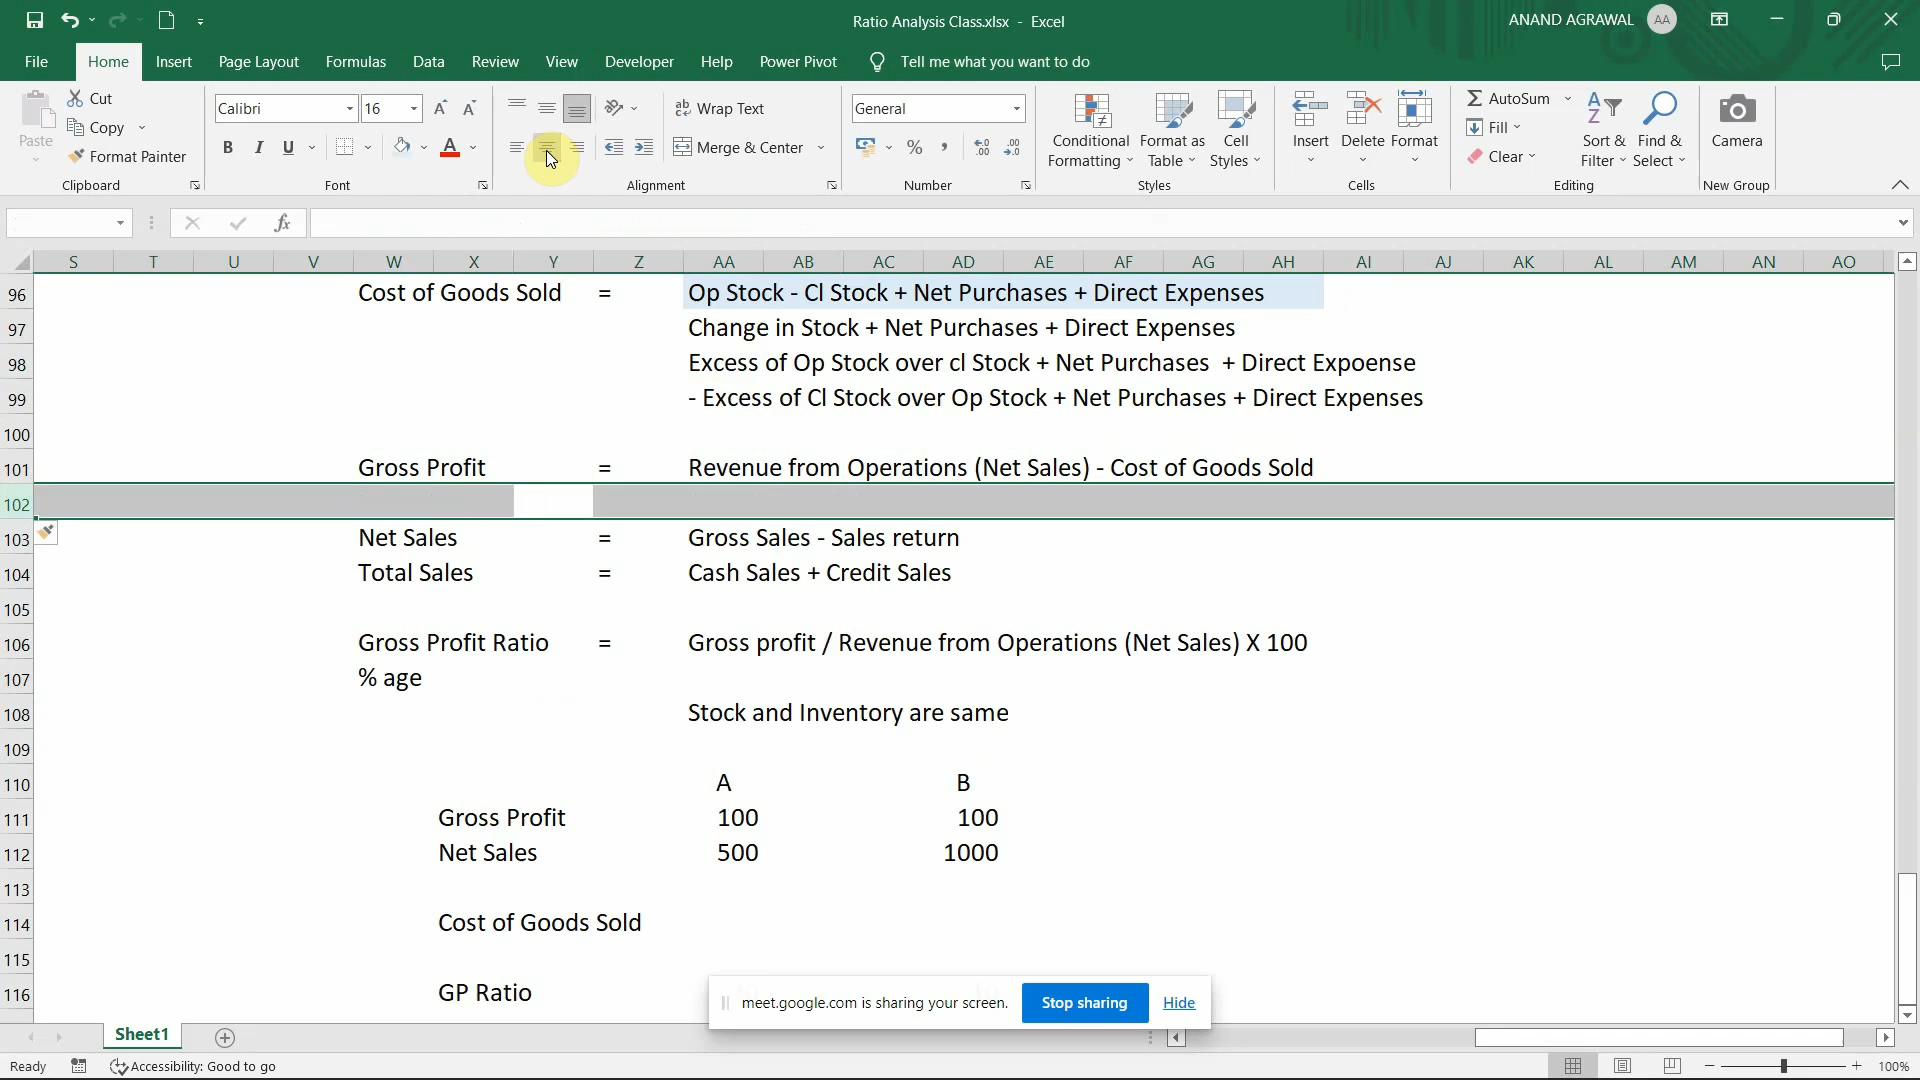 Ratio Analysis Class.xlsx - Excel
ANAND AGRAWAL
AA
File Home Insert Page Layout Formulas Data Review View Developer Help Power Pivot Tell me what you want to do
Paste
Cut
Copy
Format Painter
Clipboard
Calibri 16
B I U A
Font
Wrap Text
Merge & Center
Alignment
General
Number
Conditional Formatting
Format as Table
Cell Styles
Styles
Insert Delete Format
Cells
AutoSum
Fill
Clear
Sort & Filter
Find & Select
Editing
Camera
New Group
fx
S T U V W X Y Z AA AB AC AD AE AF AG AH AI AJ AK AL AM AN AO
96 Cost of Goods Sold = Op Stock - Cl Stock + Net Purchases + Direct Expenses
97 Change in Stock + Net Purchases + Direct Expenses
98 Excess of Op Stock over cl Stock + Net Purchases + Direct Expoense
99 - Excess of Cl Stock over Op Stock + Net Purchases + Direct Expenses
100
101 Gross Profit = Revenue from Operations (Net Sales) - Cost of Goods Sold
102
103 Net Sales = Gross Sales - Sales return
104 Total Sales = Cash Sales + Credit Sales
105
106 Gross Profit Ratio = Gross profit / Revenue from Operations (Net Sales) X 100
107 % age
108 Stock and Inventory are same
109
110 A B
111 Gross Profit 100 100
112 Net Sales 500 1000
113
114 Cost of Goods Sold
115
116 GP Ratio
meet.google.com is sharing your screen. Stop sharing Hide
Sheet1
Ready Accessibility: Good to go 100%